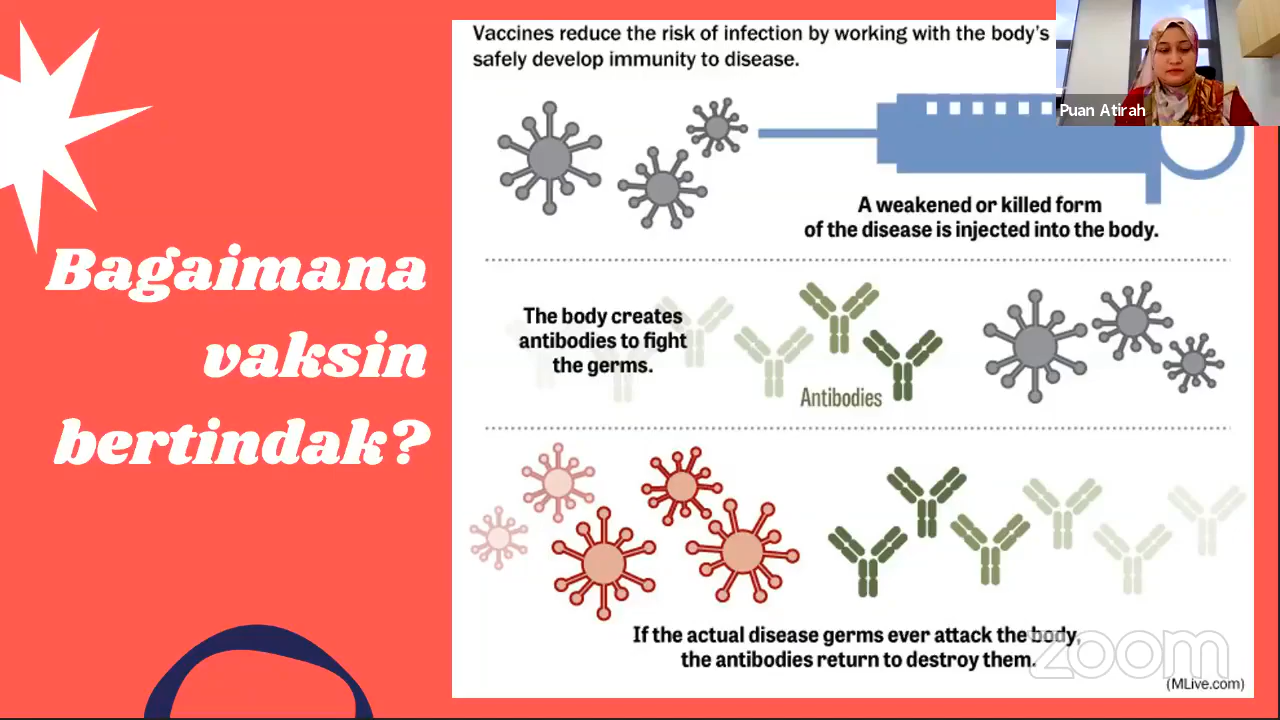 Bagaimana
vaksin
bertindak?
Vaccines reduce the risk of infection by working with the body's
safely develop immunity to disease.
Puan Atirah
A weakened or killed form
of the disease is injected into the body.
The body creates
antibodies to fight
the germs.
Antibodies
If the actual disease germs ever attack the body,
the antibodies return to destroy them.
zoom
(MLive.com)